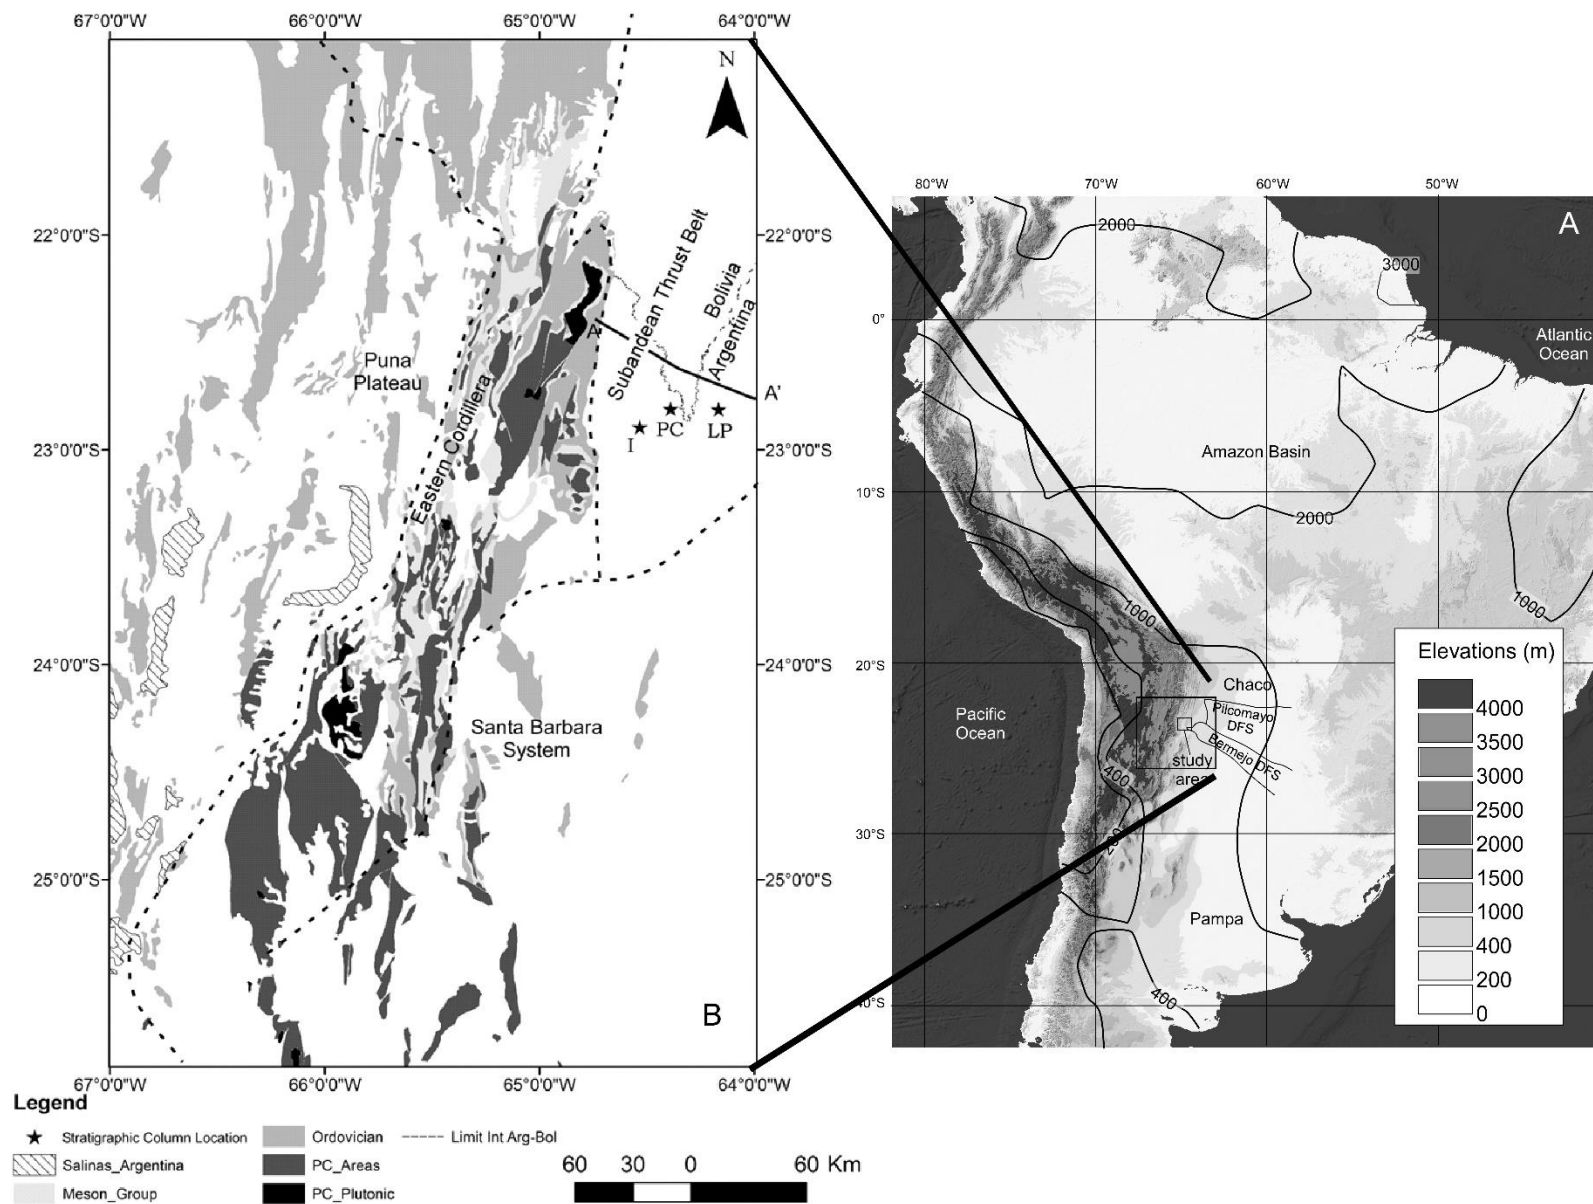 67°0'0"W 66°0'0"W 65°0'0"W 64°0'0"W
N
22°0'0"S
23°0'0"S
24°0'0"S
25°0'0"S
Puna
Plateau
Eastern Cordillera
Subandean Thrust Belt
Bolivia
Argentina
A
A'
I
PC
LP
Santa Barbara
System
B
22°0'0"S
23°0'0"S
24°0'0"S
25°0'0"S
67°0'0"W 66°0'0"W 65°0'0"W 64°0'0"W
Legend
Stratigraphic Column Location
Salinas_Argentina
Meson_Group
Ordovician
PC_Areas
PC_Plutonic
Limit Int Arg-Bol
60 30 0 60 Km
80°W 70°W 60°W 50°W
A
2000
3000
0°
Atlantic
Ocean
Amazon Basin
10°S
2000
1000
1000
20°S
Chaco
Pilcomayo
DFS
Bermejo DFS
Pacific
Ocean
study
area
400
30°S
Pampa
400
Elevations (m)
4000
3500
3000
2500
2000
1500
1000
400
200
0